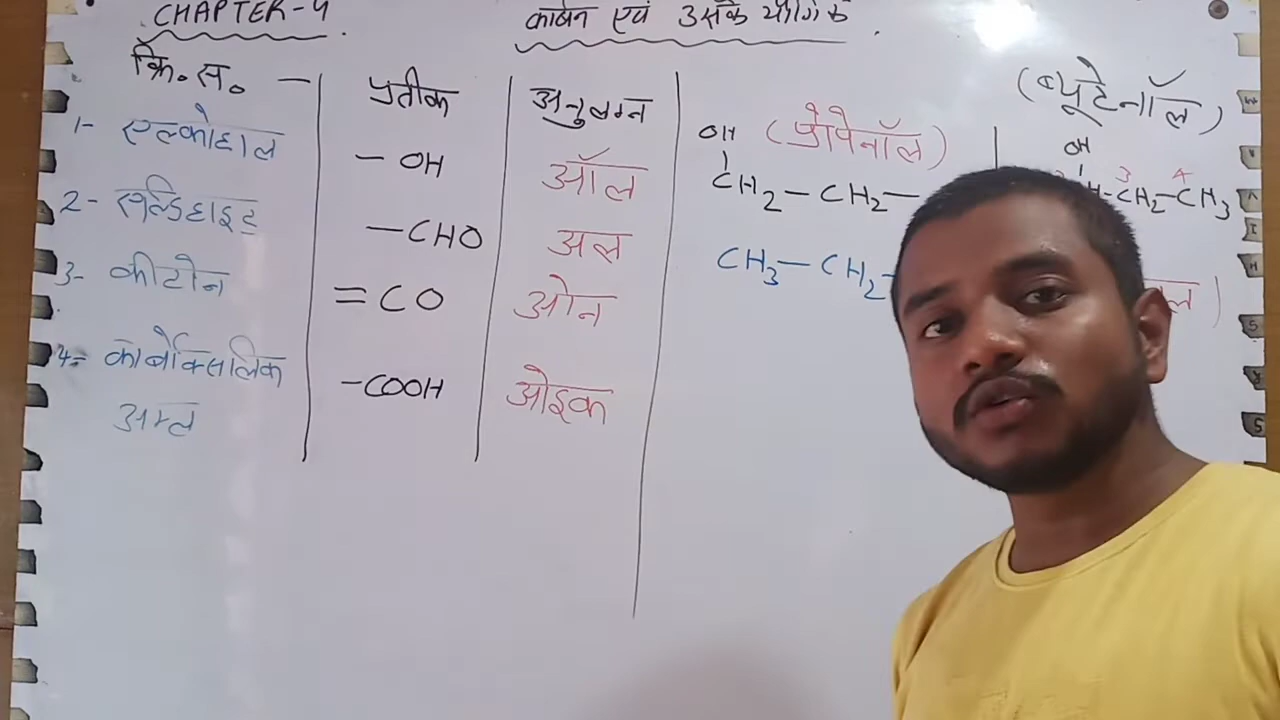 CHAPTER-4
कार्बन एवं उसके यौगिक
क्रि.स. – प्रतीक अनुलग्न
1- एल्कोहाल – OH ऑल
2- एल्डिहाइड – CHO अल
3- कीटोन = CO ओन
4- कार्बोक्सलिक – COOH ओइक
अम्ल
(प्रोपेनॉल)
OH
CH₂ – CH₂ –
CH₃ – CH₂
(ब्यूटेनॉल)
OH
3 4
H-CH₂-CH₃
ल)